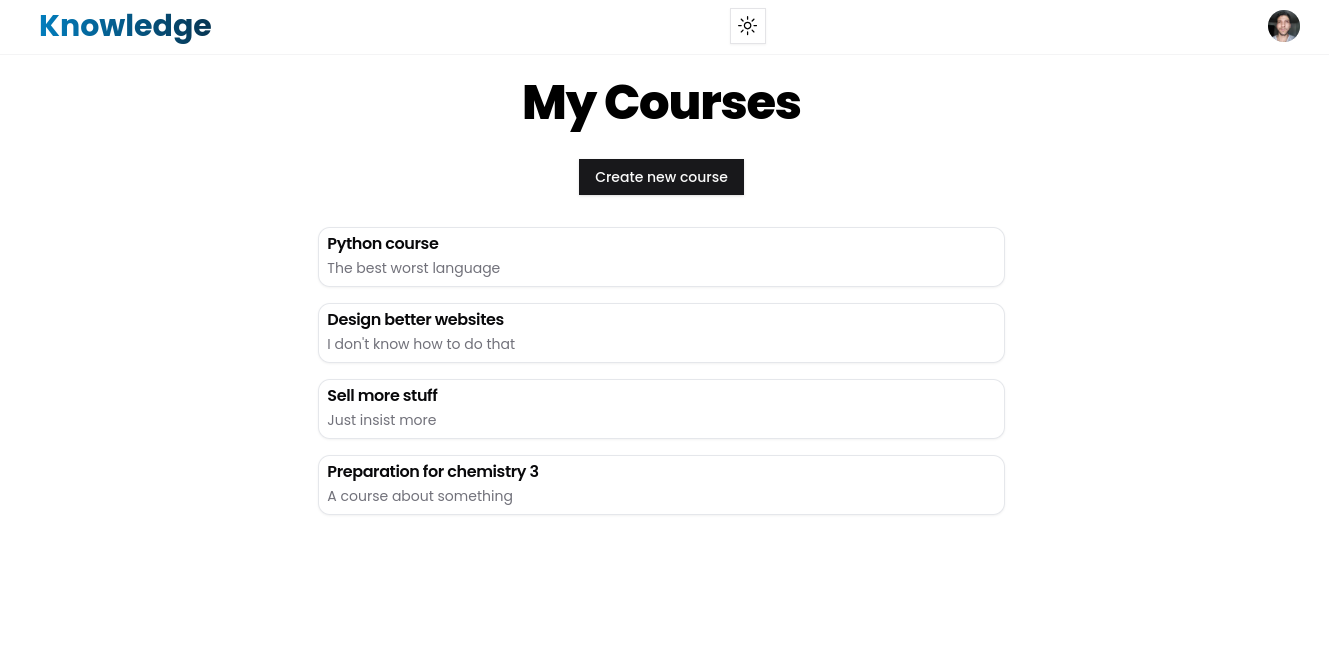 Knowledge
My Courses
Create new course
Python course
The best worst language
Design better websites
I don't know how to do that
Sell more stuff
Just insist more
Preparation for chemistry 3
A course about something